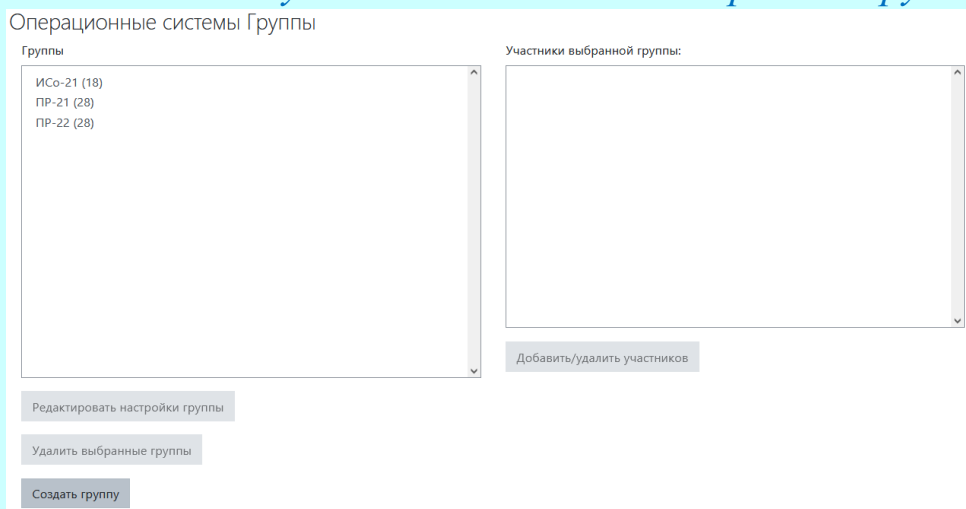 Операционные системы Группы
Группы
ИСо-21 (18)
ПР-21 (28)
ПР-22 (28)
Редактировать настройки группы
Удалить выбранные группы
Создать группу
Участники выбранной группы:
Добавить/удалить участников